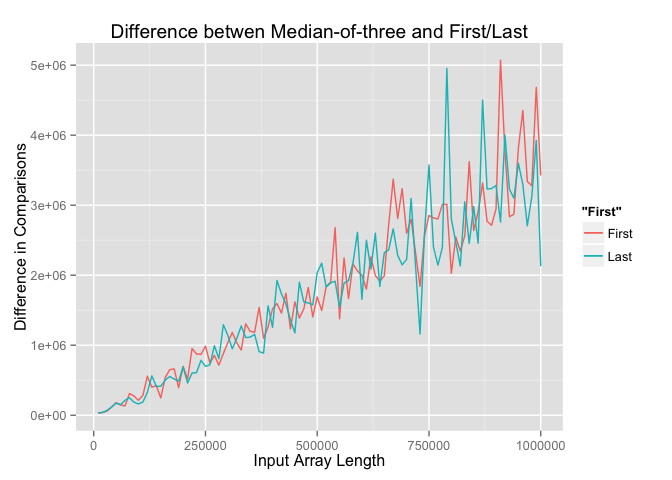 Difference betwen Median-of-three and First/Last
Difference in Comparisons
5e+06
4e+06
3e+06
2e+06
1e+06
0e+00
0
250000
500000
750000
1000000
Input Array Length
"First"
First
Last